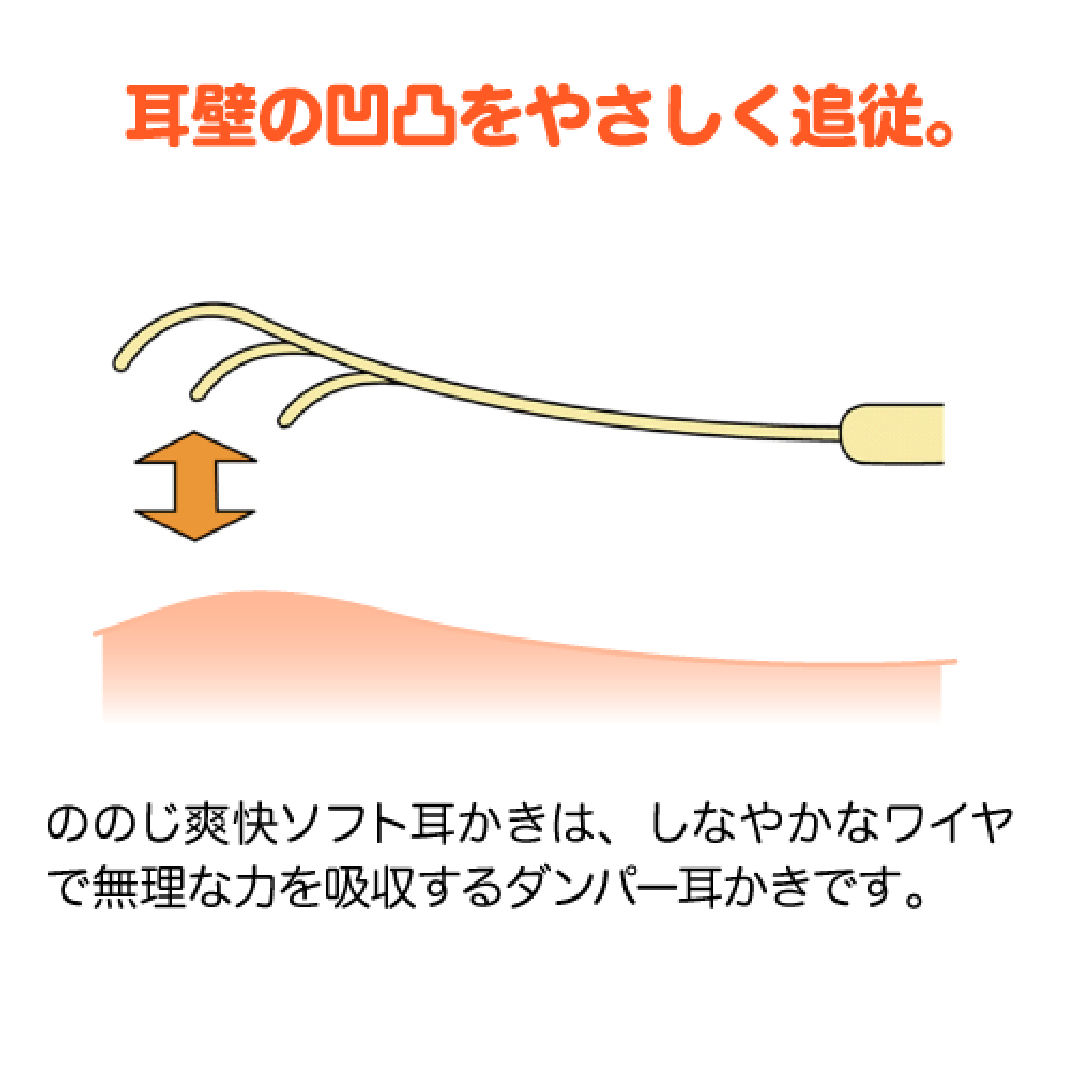 耳壁の凹凸をやさしく追従。
ののじ爽快ソフト耳かきは、しなやかなワイヤ
で無理な力を吸収するダンパー耳かきです。